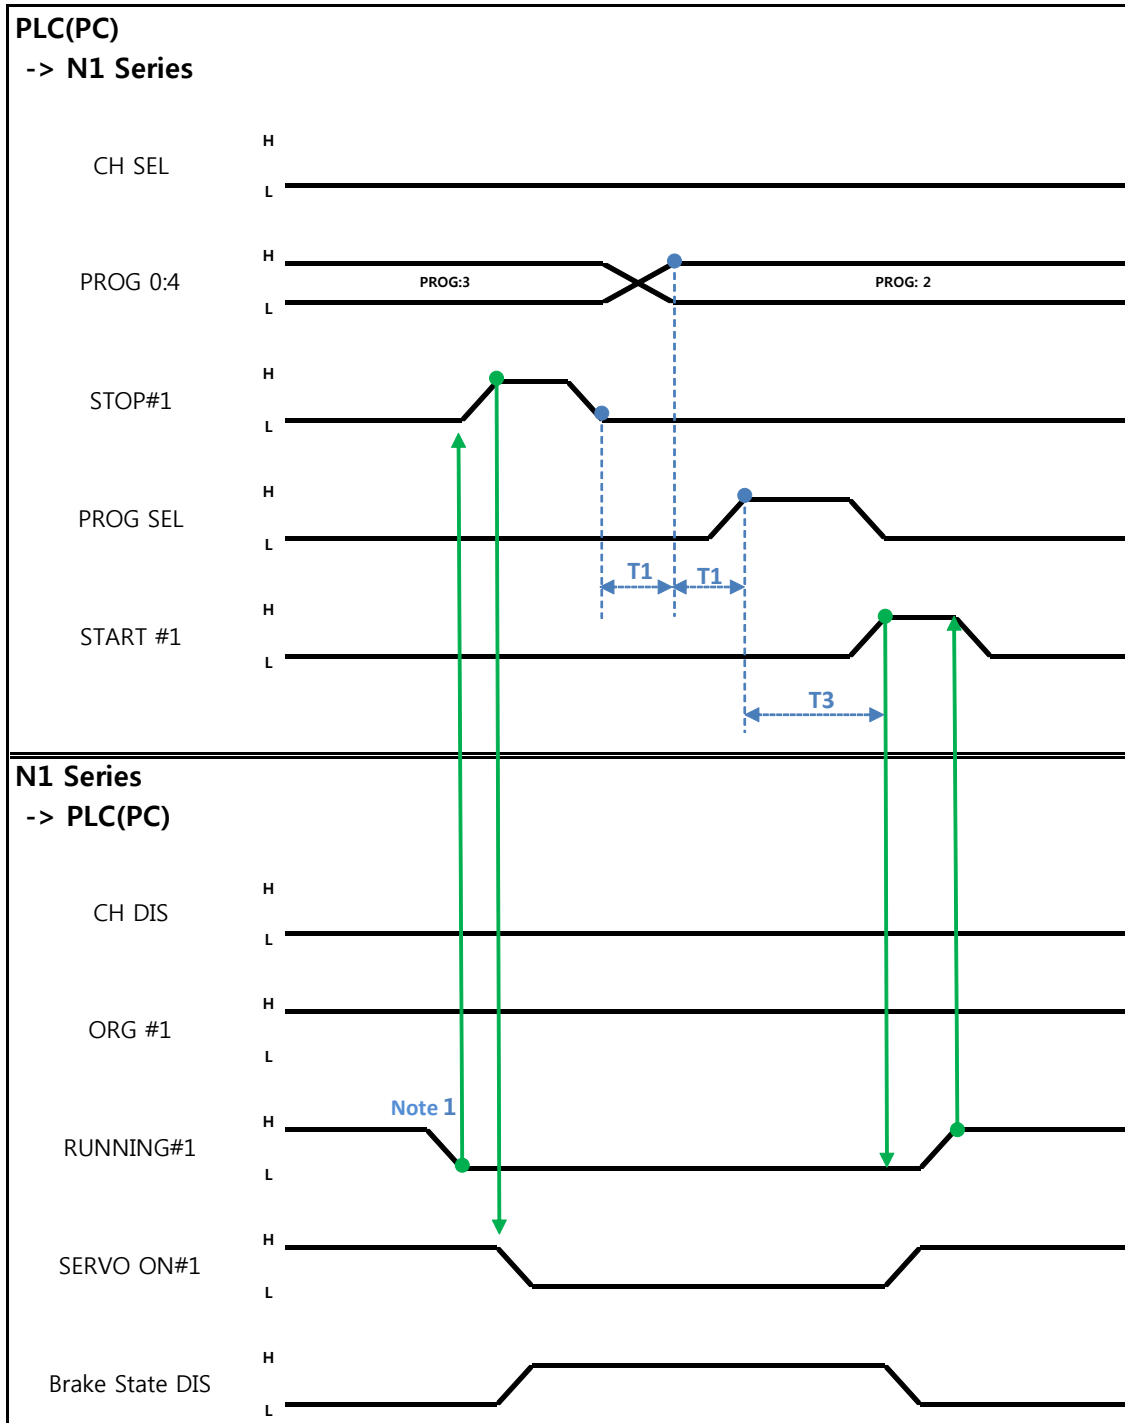 PLC(PC)
-> N1 Series
H
CH SEL
L
H
PROG 0:4
PROG:3
PROG: 2
L
H
STOP#1
L
H
PROG SEL
L
T1
T1
H
START #1
L
T3
N1 Series
-> PLC(PC)
H
CH DIS
L
H
ORG #1
L
Note 1
H
RUNNING#1
L
H
SERVO ON#1
L
H
Brake State DIS
L